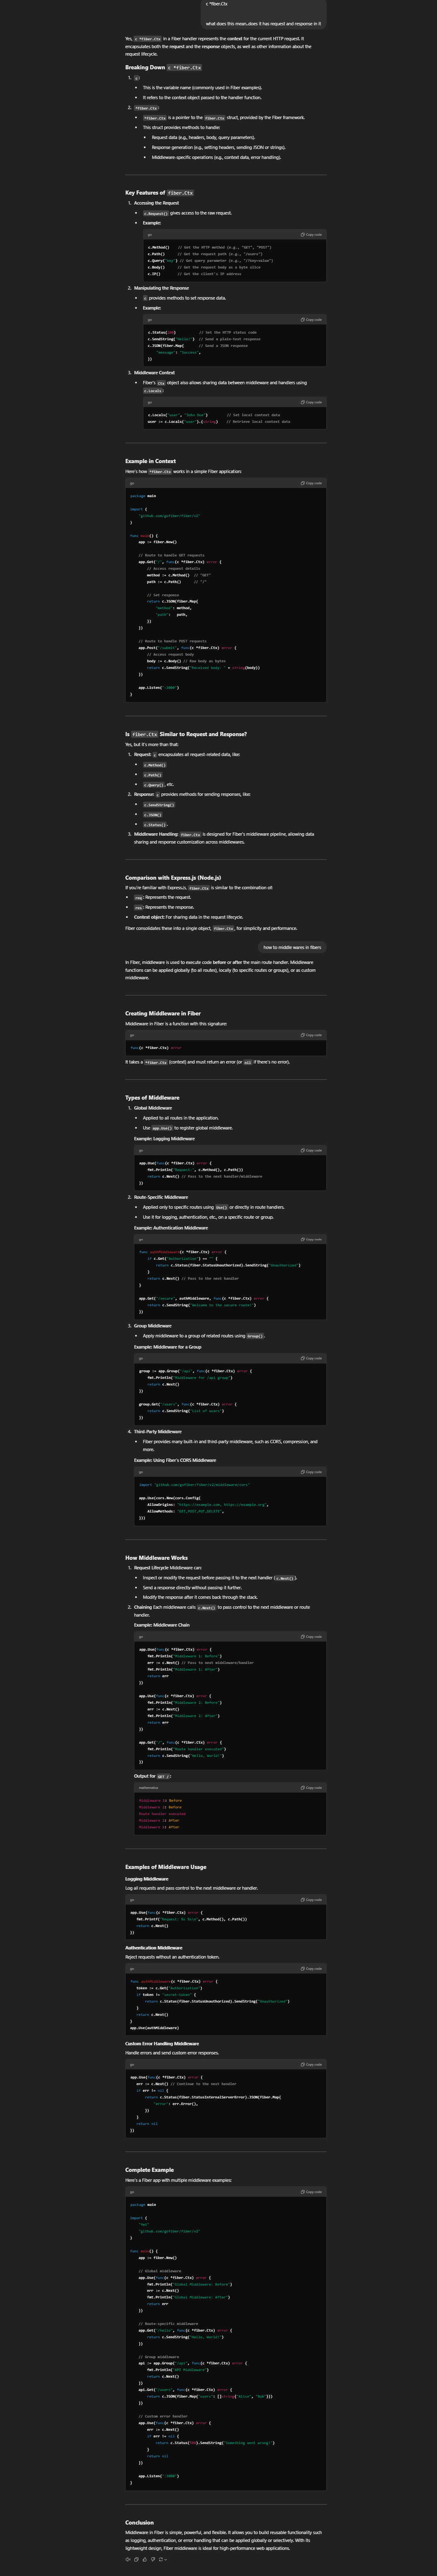 c *fiber.Ctx
what does this mean..does it has request and response in it
Yes, c *fiber.Ctx in a Fiber handler represents the context for the current HTTP request. It
encapsulates both the request and the response objects, as well as other information about the
request lifecycle.
Breaking Down c *fiber.Ctx
1. c:
• This is the variable name (commonly used in Fiber examples).
• It refers to the context object passed to the handler function.
2. *fiber.Ctx:
• *fiber.Ctx is a pointer to the fiber.Ctx struct, provided by the Fiber framework.
• This struct provides methods to handle:
• Request data (e.g., headers, body, query parameters).
• Response generation (e.g., setting headers, sending JSON or strings).
• Middleware-specific operations (e.g., context data, error handling).
Key Features of fiber.Ctx
1. Accessing the Request
• c.Request() gives access to the raw request.
• Example:
go Copy code
c.Method() // Get the HTTP method (e.g., "GET", "POST")
c.Path() // Get the request path (e.g., "/users")
c.Query("key") // Get query parameter (e.g., "/?key=value")
c.Body() // Get the request body as a byte slice
c.IP() // Get the client's IP address
2. Manipulating the Response
• c provides methods to set response data.
• Example:
go Copy code
c.Status(200) // Set the HTTP status code
c.SendString("Hello!") // Send a plain-text response
c.JSON(fiber.Map{ // Send a JSON response
"message": "Success",
})
3. Middleware Context
• Fiber's Ctx object also allows sharing data between middleware and handlers using
c.Locals:
go Copy code
c.Locals("user", "John Doe") // Set local context data
user := c.Locals("user").(string) // Retrieve local context data
Example in Context
Here's how *fiber.Ctx works in a simple Fiber application:
go Copy code
package main
import (
"github.com/gofiber/fiber/v2"
)
func main() {
app := fiber.New()
// Route to handle GET requests
app.Get("/", func(c *fiber.Ctx) error {
// Access request details
method := c.Method() // "GET"
path := c.Path() // "/"
// Set response
return c.JSON(fiber.Map{
"method": method,
"path": path,
})
})
// Route to handle POST requests
app.Post("/submit", func(c *fiber.Ctx) error {
// Access request body
body := c.Body() // Raw body as bytes
return c.SendString("Received body: " + string(body))
})
app.Listen(":3000")
}
Is fiber.Ctx Similar to Request and Response?
Yes, but it's more than that:
1. Request: c encapsulates all request-related data, like:
• c.Method()
• c.Path()
• c.Query(), etc.
2. Response: c provides methods for sending responses, like:
• c.SendString()
• c.JSON()
• c.Status().
3. Middleware Handling: fiber.Ctx is designed for Fiber's middleware pipeline, allowing data
sharing and response customization across middlewares.
Comparison with Express.js (Node.js)
If you're familiar with Express.js, fiber.Ctx is similar to the combination of:
• req: Represents the request.
• res: Represents the response.
• Context object: For sharing data in the request lifecycle.
Fiber consolidates these into a single object, fiber.Ctx, for simplicity and performance.
how to middle wares in fibers
In Fiber, middleware is used to execute code before or after the main route handler. Middleware
functions can be applied globally (to all routes), locally (to specific routes or groups), or as custom
middleware.
Creating Middleware in Fiber
Middleware in Fiber is a function with this signature:
go Copy code
func(c *fiber.Ctx) error
It takes a *fiber.Ctx (context) and must return an error (or nil if there's no error).
Types of Middleware
1. Global Middleware
• Applied to all routes in the application.
• Use app.Use() to register global middleware.
Example: Logging Middleware
go Copy code
app.Use(func(c *fiber.Ctx) error {
fmt.Println("Request:", c.Method(), c.Path())
return c.Next() // Pass to the next handler/middleware
})
2. Route-Specific Middleware
• Applied only to specific routes using Use() or directly in route handlers.
• Use it for logging, authentication, etc., on a specific route or group.
Example: Authentication Middleware
go Copy code
func authMiddleware(c *fiber.Ctx) error {
if c.Get("Authorization") == "" {
return c.Status(fiber.StatusUnauthorized).SendString("Unauthorized")
}
return c.Next() // Pass to the next handler
}
app.Get("/secure", authMiddleware, func(c *fiber.Ctx) error {
return c.SendString("Welcome to the secure route!")
})
3. Group Middleware
• Apply middleware to a group of related routes using Group().
Example: Middleware for a Group
go Copy code
group := app.Group("/api", func(c *fiber.Ctx) error {
fmt.Println("Middleware for /api group")
return c.Next()
})
group.Get("/users", func(c *fiber.Ctx) error {
return c.SendString("List of users")
})
4. Third-Party Middleware
• Fiber provides many built-in and third-party middleware, such as CORS, compression, and
more.
Example: Using Fiber's CORS Middleware
go Copy code
import "github.com/gofiber/fiber/v2/middleware/cors"
app.Use(cors.New(cors.Config{
AllowOrigins: "https://example.com, https://example.org",
AllowMethods: "GET,POST,PUT,DELETE",
}))
How Middleware Works
1. Request Lifecycle Middleware can:
• Inspect or modify the request before passing it to the next handler (c.Next()).
• Send a response directly without passing it further.
• Modify the response after it comes back through the stack.
2. Chaining Each middleware calls c.Next() to pass control to the next middleware or route
handler.
Example: Middleware Chain
go Copy code
app.Use(func(c *fiber.Ctx) error {
fmt.Println("Middleware 1: Before")
err := c.Next() // Pass to next middleware/handler
fmt.Println("Middleware 1: After")
return err
})
app.Use(func(c *fiber.Ctx) error {
fmt.Println("Middleware 2: Before")
err := c.Next()
fmt.Println("Middleware 2: After")
return err
})
app.Get("/", func(c *fiber.Ctx) error {
fmt.Println("Route handler executed")
return c.SendString("Hello, World!")
})
Output for GET /:
mathematica Copy code
Middleware 1: Before
Middleware 2: Before
Route handler executed
Middleware 2: After
Middleware 1: After
Examples of Middleware Usage
Logging Middleware
Log all requests and pass control to the next middleware or handler.
go Copy code
app.Use(func(c *fiber.Ctx) error {
fmt.Printf("Request: %s %s\n", c.Method(), c.Path())
return c.Next()
})
Authentication Middleware
Reject requests without an authentication token.
go Copy code
func authMiddleware(c *fiber.Ctx) error {
token := c.Get("Authorization")
if token != "secret-token" {
return c.Status(fiber.StatusUnauthorized).SendString("Unauthorized")
}
return c.Next()
}
app.Use(authMiddleware)
Custom Error Handling Middleware
Handle errors and send custom error responses.
go Copy code
app.Use(func(c *fiber.Ctx) error {
err := c.Next() // Continue to the next handler
if err != nil {
return c.Status(fiber.StatusInternalServerError).JSON(fiber.Map{
"error": err.Error(),
})
}
return nil
})
Complete Example
Here's a Fiber app with multiple middleware examples:
go Copy code
package main
import (
"fmt"
"github.com/gofiber/fiber/v2"
)
func main() {
app := fiber.New()
// Global middleware
app.Use(func(c *fiber.Ctx) error {
fmt.Println("Global Middleware: Before")
err := c.Next()
fmt.Println("Global Middleware: After")
return err
})
// Route-specific middleware
app.Get("/hello", func(c *fiber.Ctx) error {
return c.SendString("Hello, World!")
})
// Group middleware
api := app.Group("/api", func(c *fiber.Ctx) error {
fmt.Println("API Middleware")
return c.Next()
})
api.Get("/users", func(c *fiber.Ctx) error {
return c.JSON(fiber.Map{"users": []string{"Alice", "Bob"}})
})
// Custom error handler
app.Use(func(c *fiber.Ctx) error {
err := c.Next()
if err != nil {
return c.Status(500).SendString("Something went wrong!")
}
return nil
})
app.Listen(":3000")
}
Conclusion
Middleware in Fiber is simple, powerful, and flexible. It allows you to build reusable functionality such
as logging, authentication, or error handling that can be applied globally or selectively. With its
lightweight design, Fiber middleware is ideal for high-performance web applications.